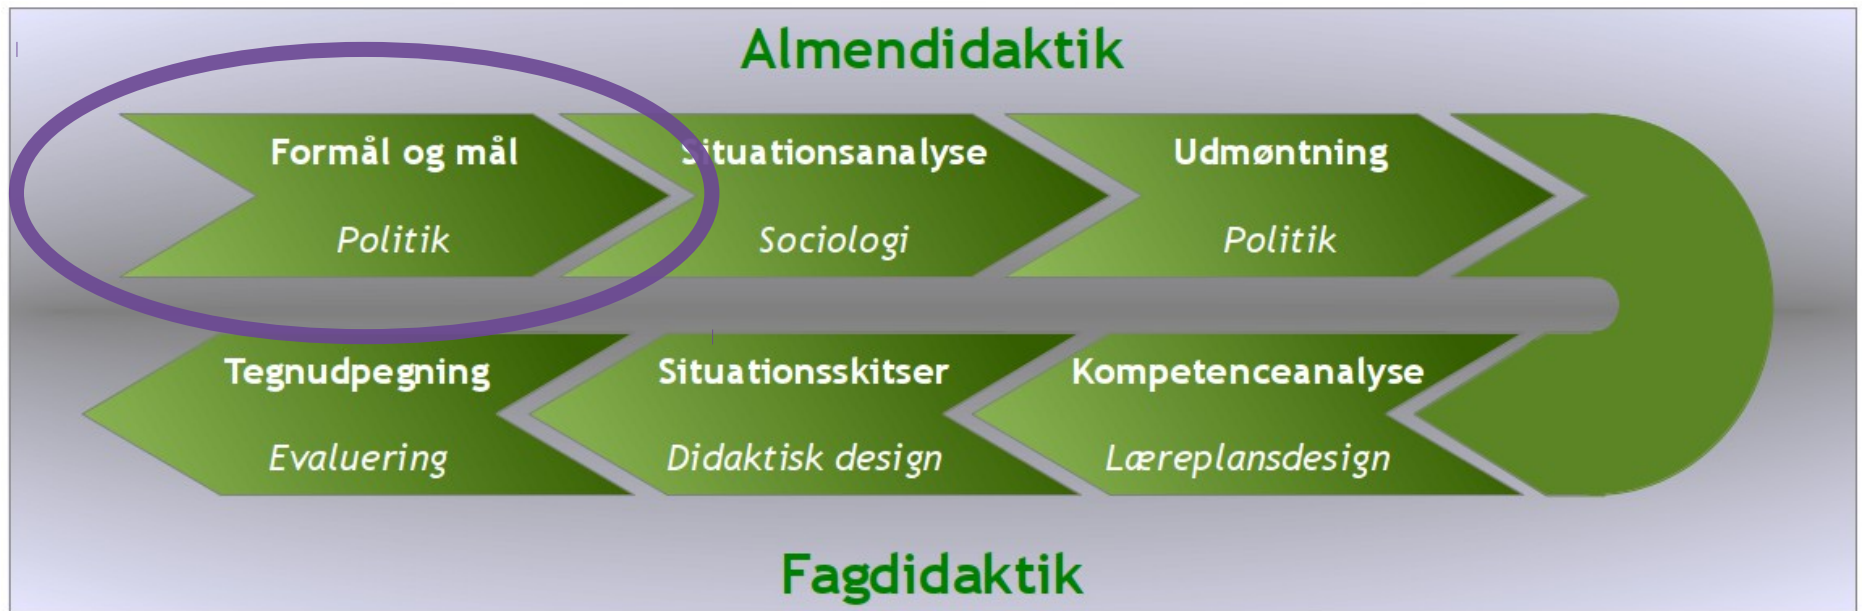 Almendidaktik
Formål og mål
Politik
Situationsanalyse
Sociologi
Udmøntning
Politik
Kompetenceanalyse
Læreplansdesign
Situationsskitser
Didaktisk design
Tegnudpegning
Evaluering
Fagdidaktik